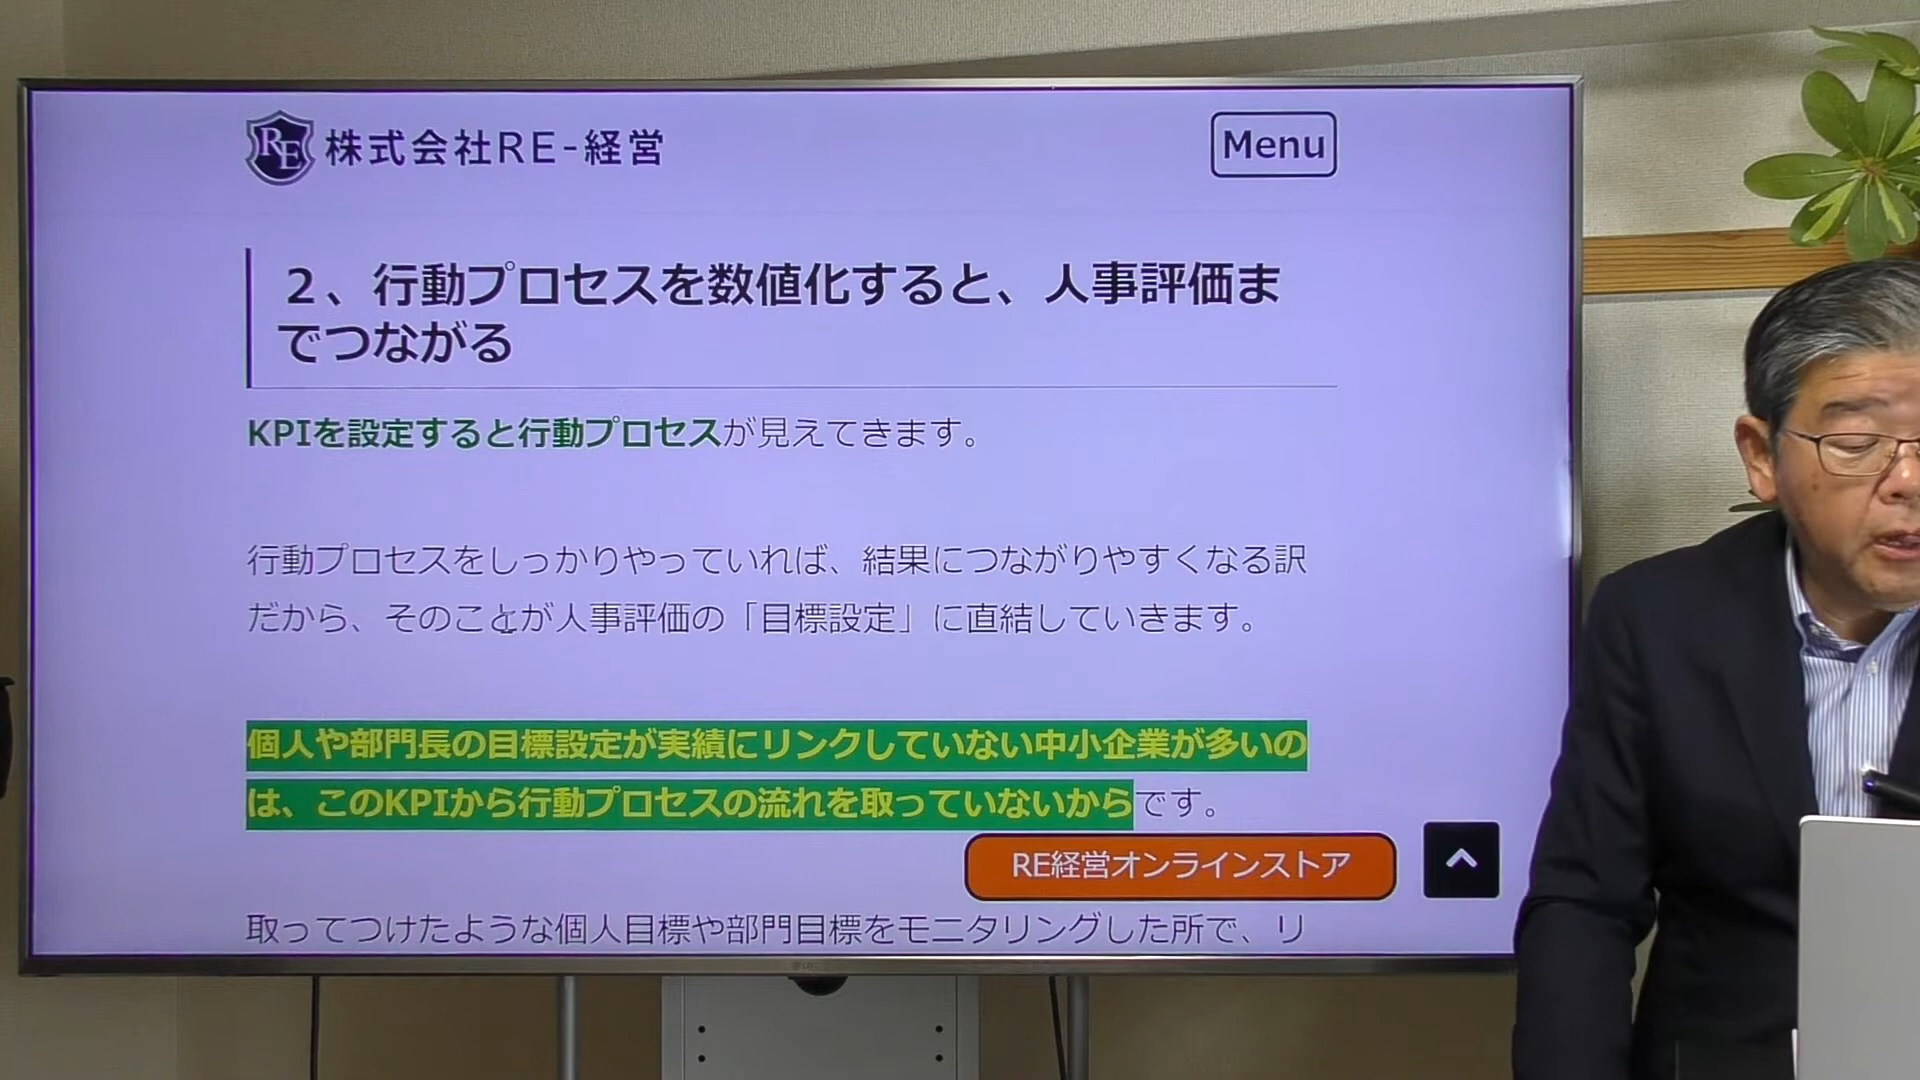 RE 株式会社RE-経営
Menu
２、行動プロセスを数値化すると、人事評価ま
でつながる
KPIを設定すると行動プロセスが見えてきます。
行動プロセスをしっかりやっていれば、結果につながりやすくなる訳
だから、そのことが人事評価の「目標設定」に直結していきます。
個人や部門長の目標設定が実績にリンクしていない中小企業が多いの
は、このKPIから行動プロセスの流れを取っていないからです。
RE経営オンラインストア
取ってつけたような個人目標や部門目標をモニタリングした所で、リ